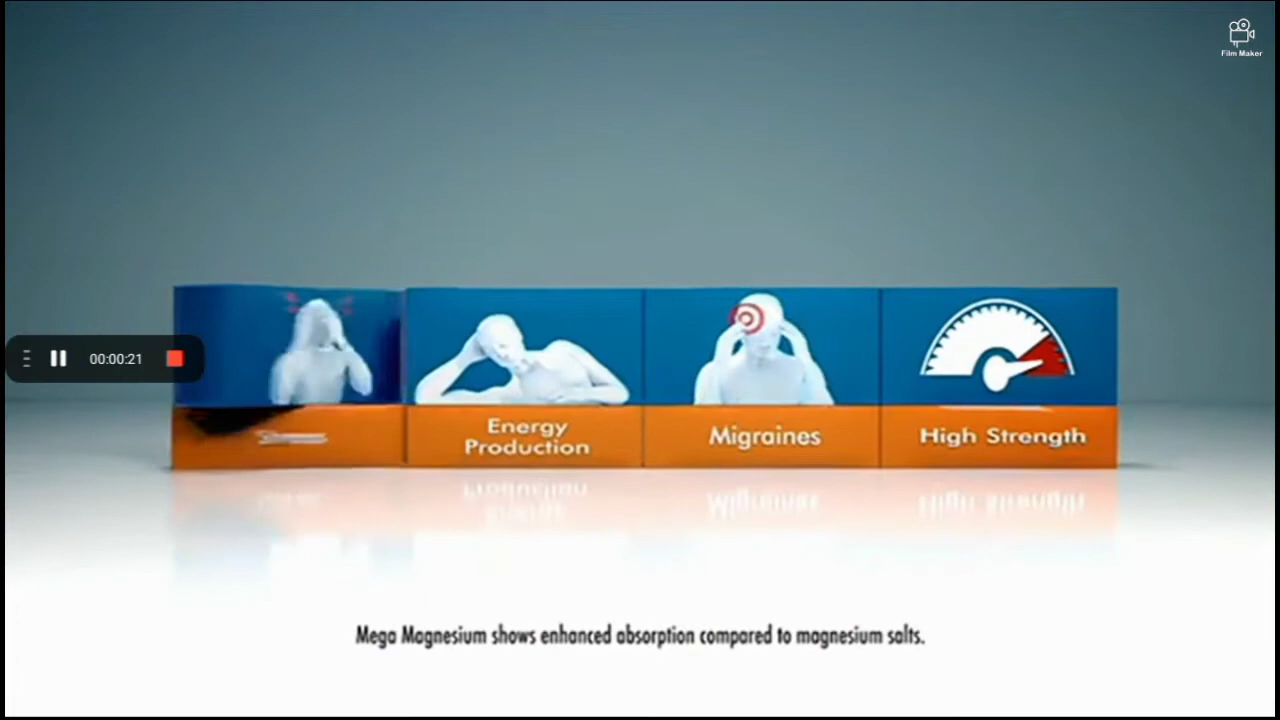 Film Maker
00:00:21
Energy
Production
Migraines
High Strength
Mega Magnesium shows enhanced absorption compared to magnesium salts.